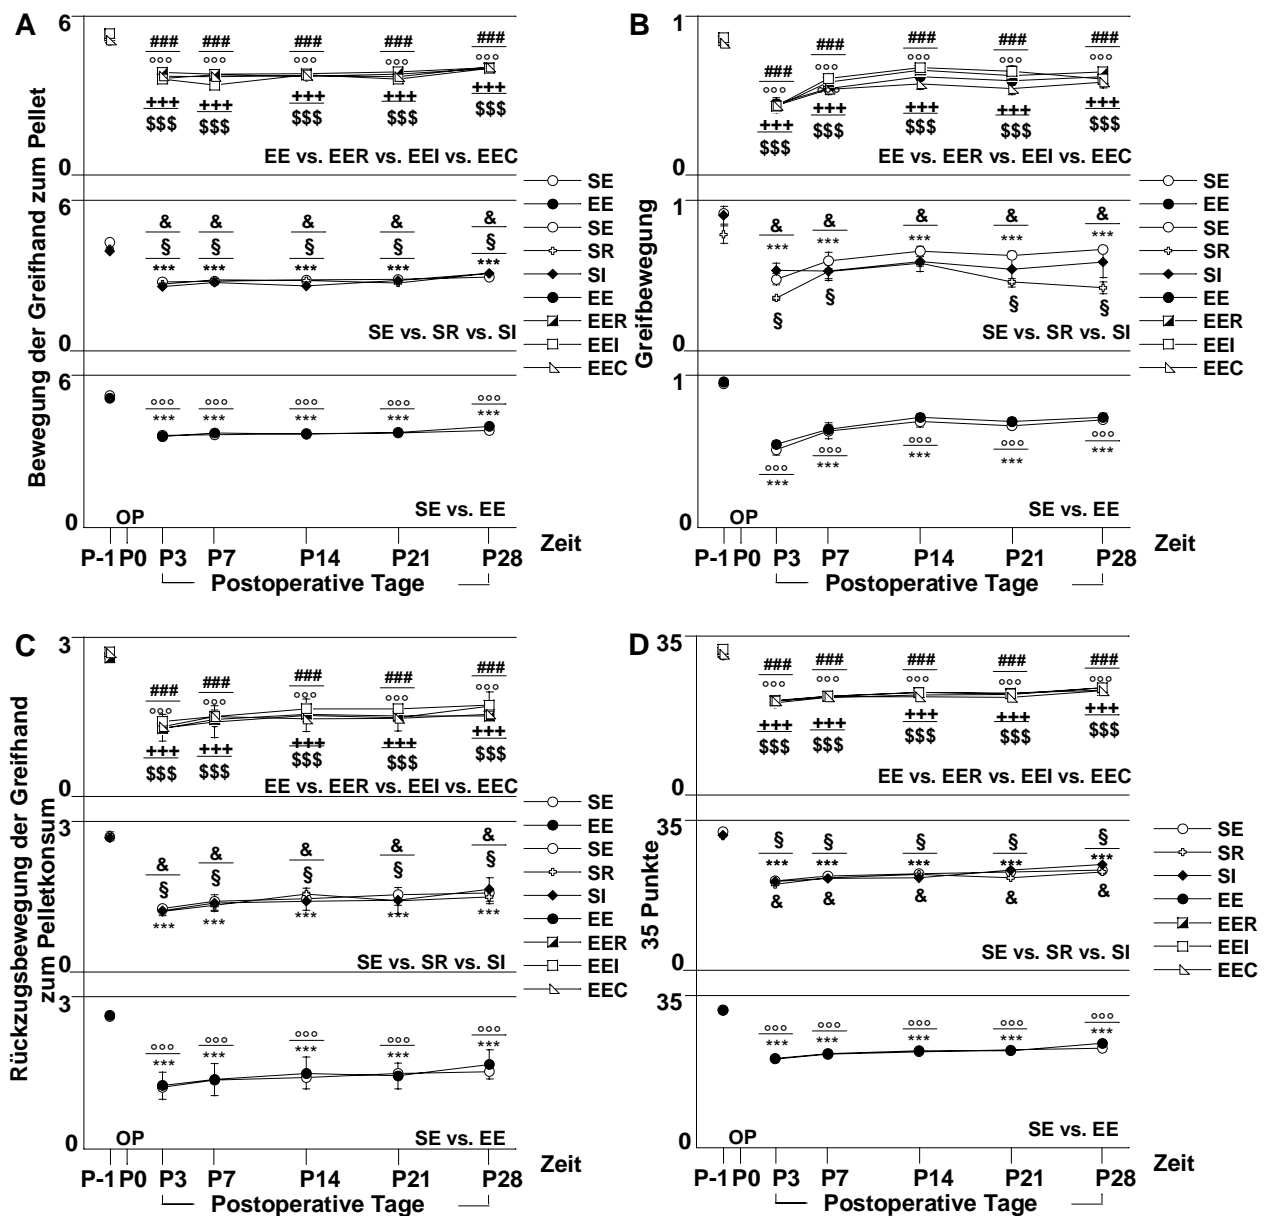 A
Bewegung der Greifhand zum Pellet
6
### ### ### ### ###
°°° °°° °°° °°° °°°
+++ +++ +++ +++ +++
$$$ $$$ $$$ $$$ $$$
EE vs. EER vs. EEI vs. EEC
0
6
& & & & &
§ § § § §
*** *** *** *** ***
SE vs. SR vs. SI
0
6
°°° °°° °°° °°° °°°
*** *** *** *** ***
SE vs. EE
0
OP
P-1 P0 P3 P7 P14 P21 P28
Zeit
Postoperative Tage
SE
EE
SE
SR
SI
EE
EER
EEI
EEC
B
Greifbewegung
1
### ### ### ### ###
°°° °°° °°° °°° °°°
+++ +++ +++ +++ +++
$$$ $$$ $$$ $$$ $$$
EE vs. EER vs. EEI vs. EEC
0
1
& & & & &
*** *** *** *** ***
§ § § §
SE vs. SR vs. SI
0
1
°°° °°° °°° °°° °°°
*** *** *** *** ***
SE vs. EE
0
OP
P-1 P0 P3 P7 P14 P21 P28
Zeit
Postoperative Tage
SE
EE
SE
SR
SI
EE
EER
EEI
EEC
C
Rückzugsbewegung der Greifhand
zum Pelletkonsum
3
### ### ### ### ###
°°° °°° °°° °°° °°°
+++ +++ +++ +++ +++
$$$ $$$ $$$ $$$ $$$
EE vs. EER vs. EEI vs. EEC
0
3
& & & & &
§ § § § §
*** *** *** *** ***
SE vs. SR vs. SI
0
3
°°° °°° °°° °°° °°°
*** *** *** *** ***
SE vs. EE
0
OP
P-1 P0 P3 P7 P14 P21 P28
Zeit
Postoperative Tage
SE
EE
SE
SR
SI
EE
EER
EEI
EEC
D
35 Punkte
35
### ### ### ### ###
°°° °°° °°° °°° °°°
+++ +++ +++ +++ +++
$$$ $$$ $$$ $$$ $$$
EE vs. EER vs. EEI vs. EEC
0
35
§ § § § §
*** *** *** *** ***
& & & & &
SE vs. SR vs. SI
0
35
°°° °°° °°° °°° °°°
*** *** *** *** ***
SE vs. EE
0
OP
P-1 P0 P3 P7 P14 P21 P28
Zeit
Postoperative Tage
SE
SR
SI
EE
EER
EEI
EEC